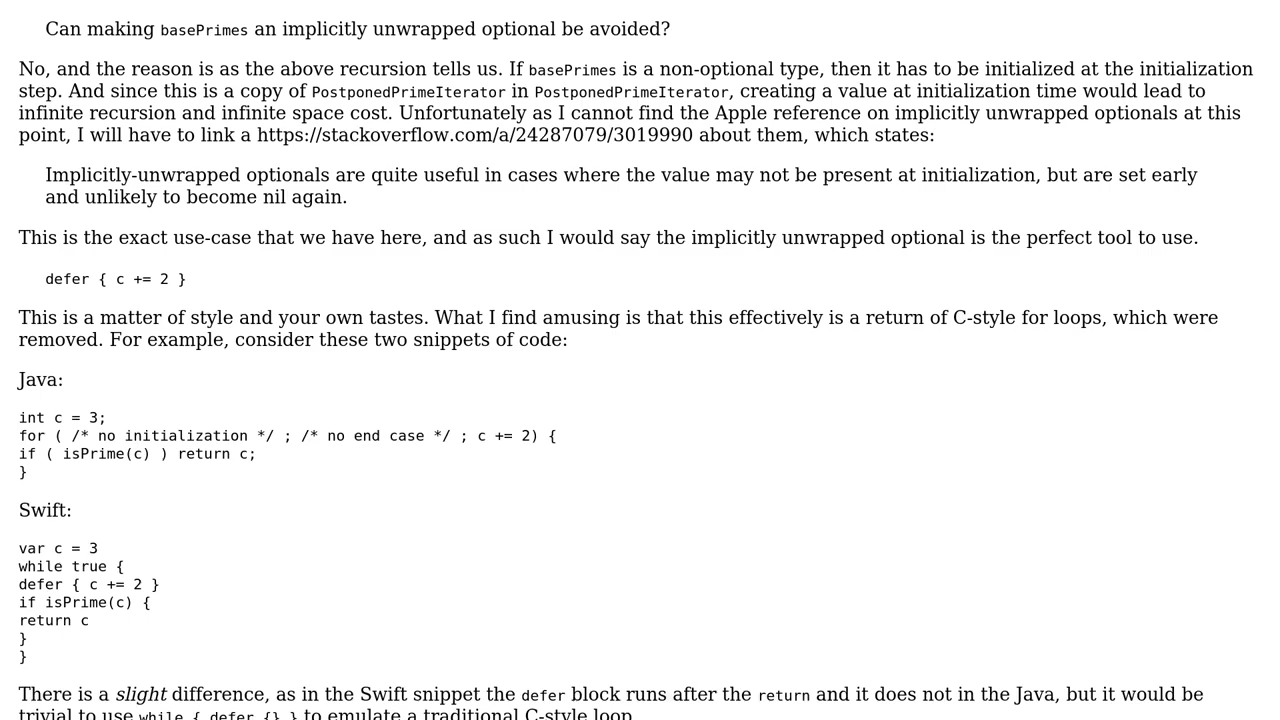 Can making basePrimes an implicitly unwrapped optional be avoided?
No, and the reason is as the above recursion tells us. If basePrimes is a non-optional type, then it has to be initialized at the initialization
step. And since this is a copy of PostponedPrimeIterator in PostponedPrimeIterator, creating a value at initialization time would lead to
infinite recursion and infinite space cost. Unfortunately as I cannot find the Apple reference on implicitly unwrapped optionals at this
point, I will have to link a https://stackoverflow.com/a/24287079/3019990 about them, which states:
Implicitly-unwrapped optionals are quite useful in cases where the value may not be present at initialization, but are set early
and unlikely to become nil again.
This is the exact use-case that we have here, and as such I would say the implicitly unwrapped optional is the perfect tool to use.
defer { c += 2 }
This is a matter of style and your own tastes. What I find amusing is that this effectively is a return of C-style for loops, which were
removed. For example, consider these two snippets of code:
Java:
int c = 3;
for ( /* no initialization */ ; /* no end case */ ; c += 2) {
if ( isPrime(c) ) return c;
}
Swift:
var c = 3
while true {
defer { c += 2 }
if isPrime(c) {
return c
}
}
There is a slight difference, as in the Swift snippet the defer block runs after the return and it does not in the Java, but it would be
trivial to use while { defer {} } to emulate a traditional C-style loop.